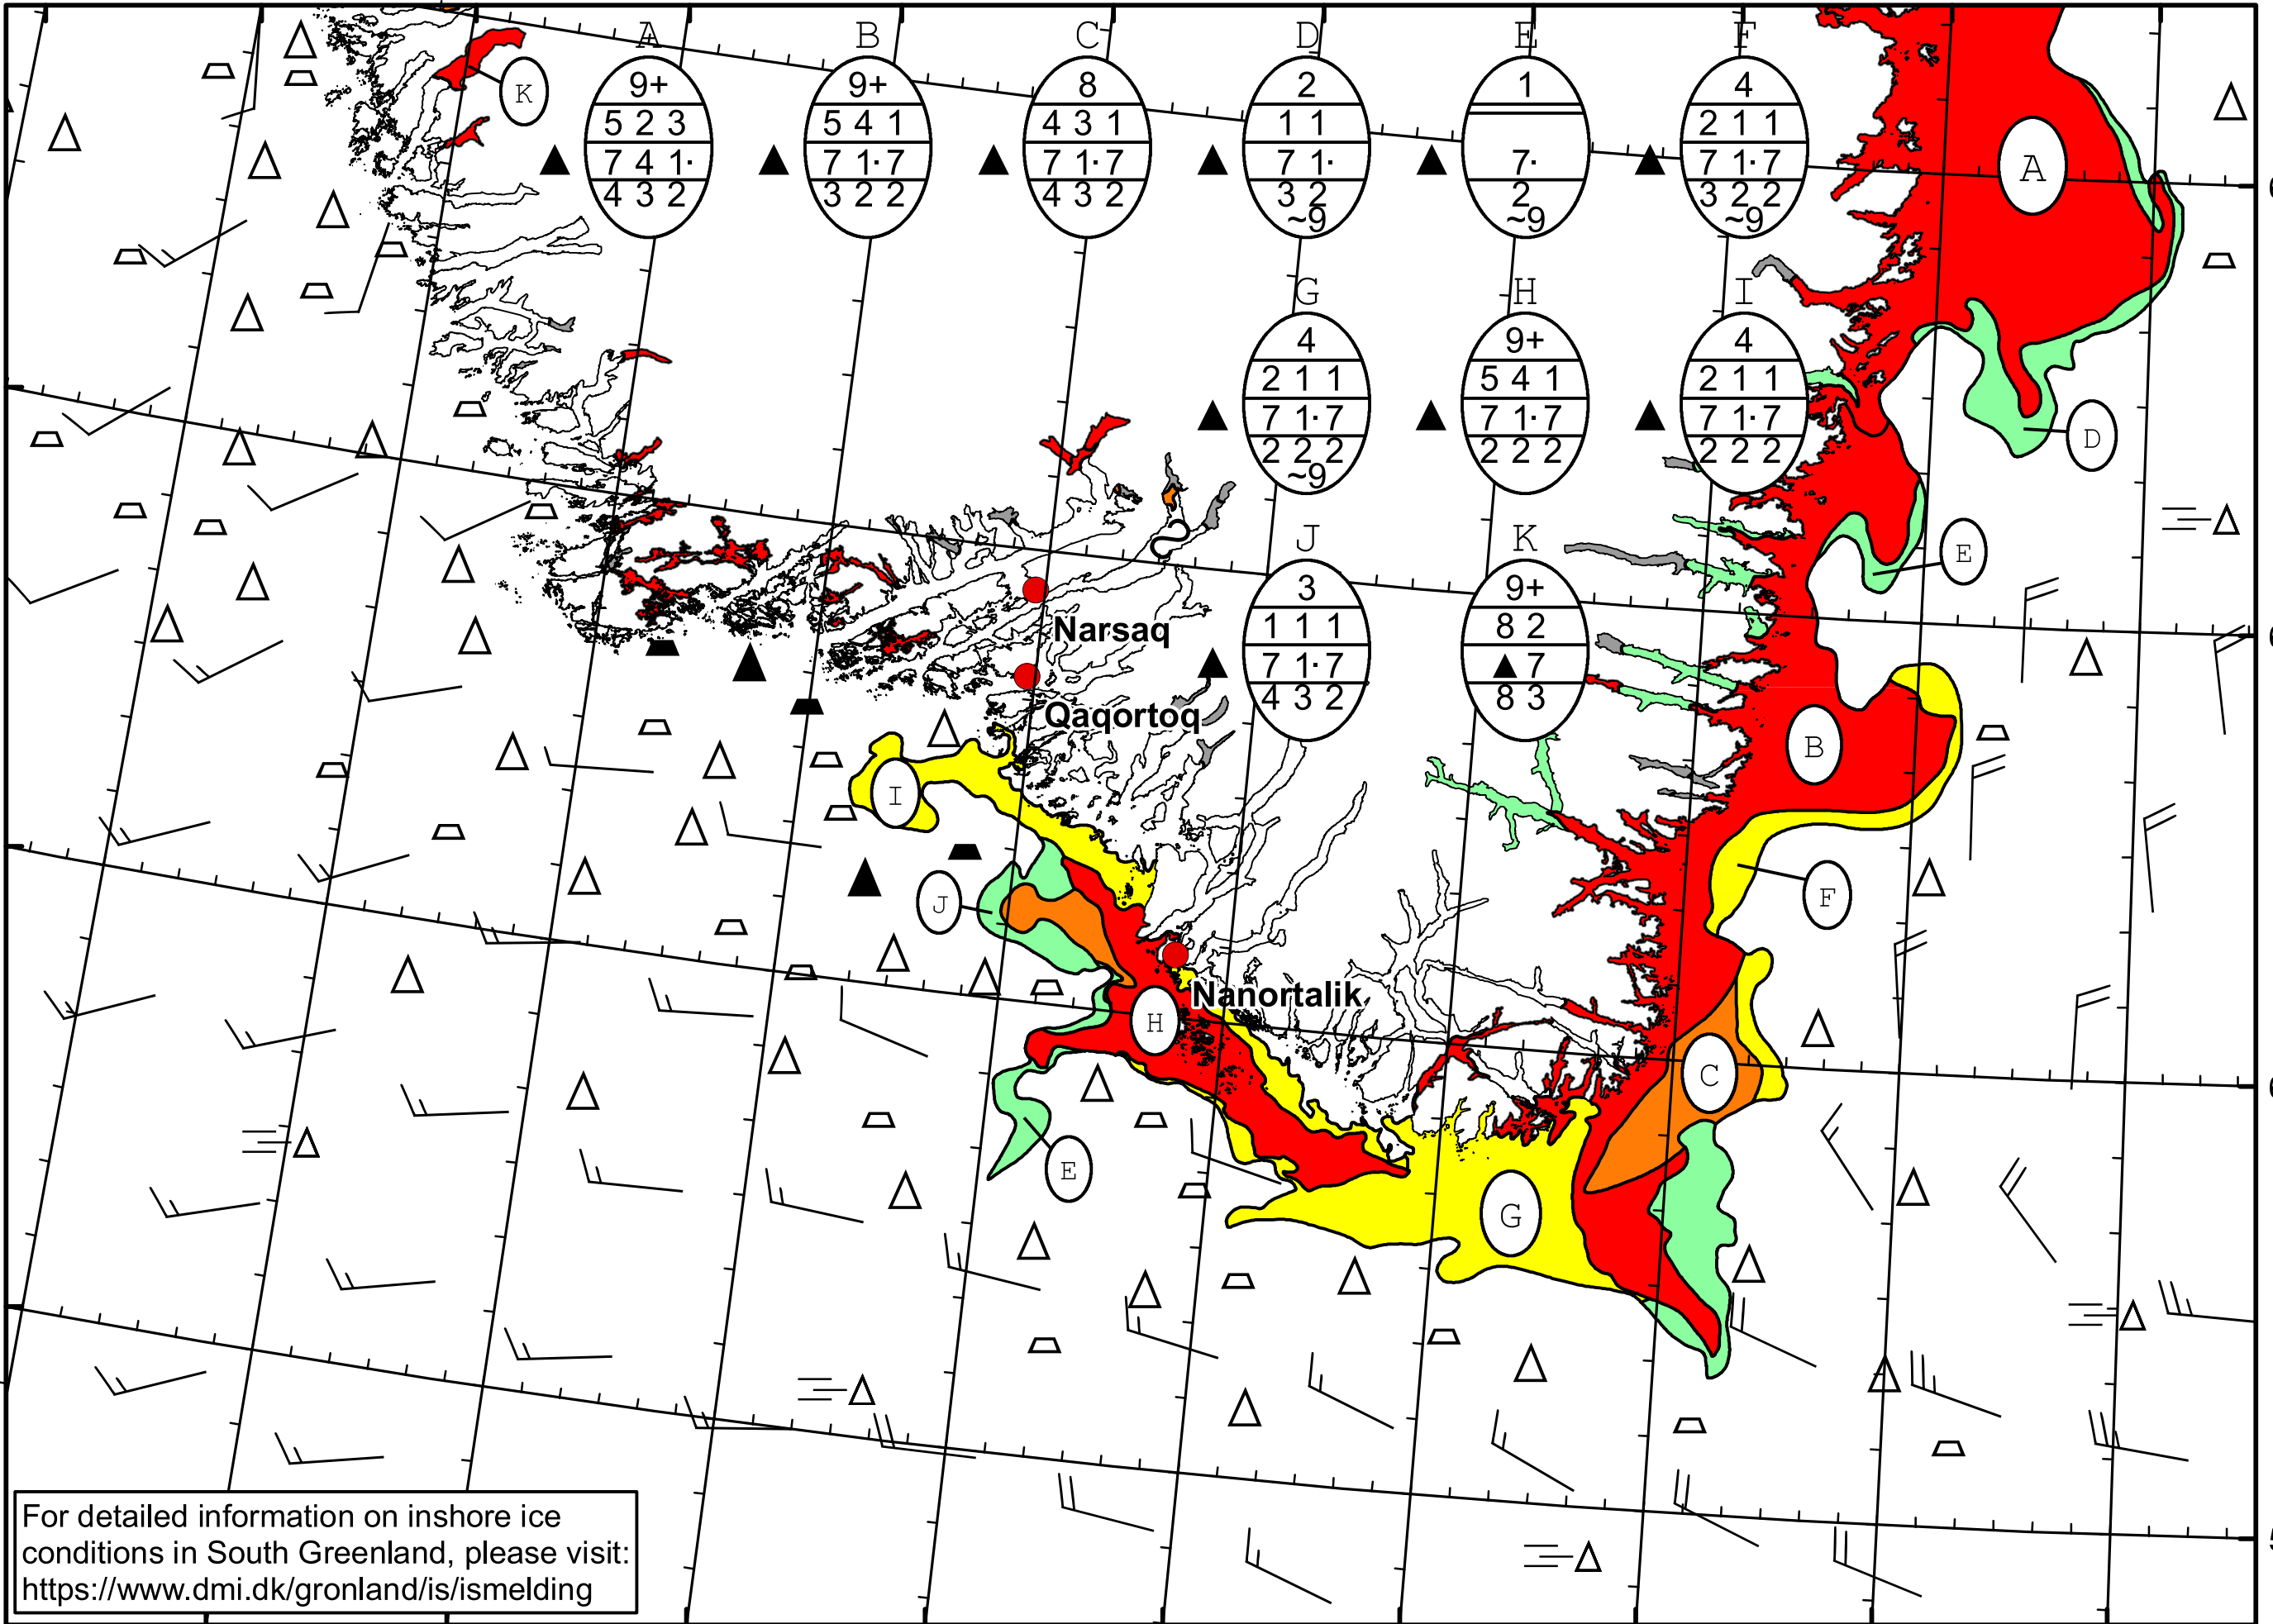 A B C D E F
9+ 9+ 8 2 1 4
5 2 3 5 4 1 4 3 1 1 1 2 1 1
7 4 1· 7 1·7 7 1·7 7 1· 7· 7 1·7
4 3 2 3 2 2 4 3 2 3 2 2 3 2 2
~9 ~9 ~9
K
A
G H I
4 9+ 4
2 1 1 5 4 1 2 1 1
7 1·7 7 1·7 7 1·7
2 2 2 2 2 2 2 2 2
~9
D
E
J K
3 9+
1 1 1 8 2
7 1·7 ▲ 7
4 3 2 8 3
Narsaq
Qaqortoq
B
I
F
J
Nanortalik
H
C
E
G
For detailed information on inshore ice
conditions in South Greenland, please visit:
https://www.dmi.dk/gronland/is/ismelding